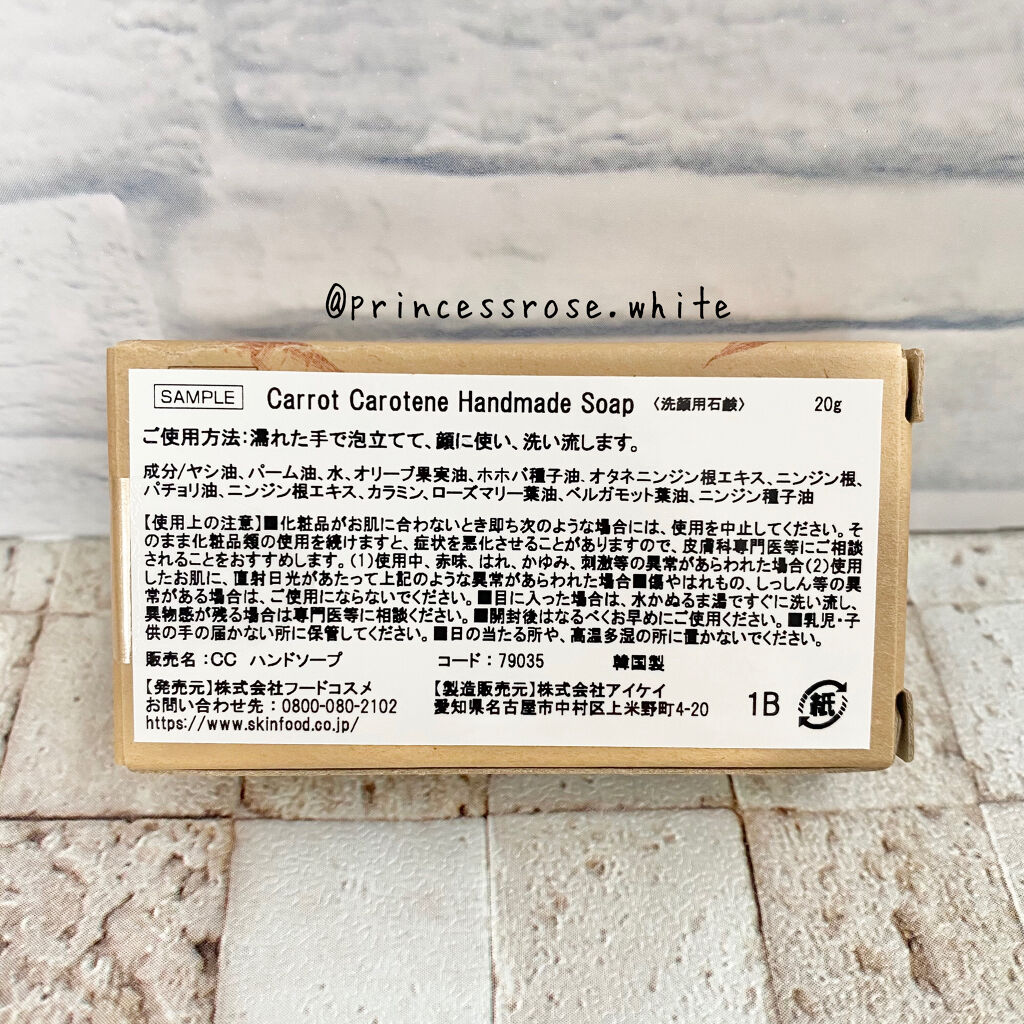 @princessrose.white
SAMPLE Carrot Carotene Handmade Soap 〈洗顔用石鹸〉 20g
ご使用方法:濡れた手で泡立てて、顔に使い、洗い流します。
成分/ヤシ油、パーム油、水、オリーブ果実油、ホホバ種子油、オタネニンジン根エキス、ニンジン根、
パチョリ油、ニンジン根エキス、カラミン、ローズマリー葉油、ベルガモット葉油、ニンジン種子油
【使用上の注意】■化粧品がお肌に合わないとき即ち次のような場合には、使用を中止してください。そ
のまま化粧品類の使用を続けますと、症状を悪化させることがありますので、皮膚科専門医等にご相談
されることをおすすめします。(1)使用中、赤味、はれ、かゆみ、刺激等の異常があらわれた場合(2)使用
したお肌に、直射日光があたって上記のような異常があらわれた場合■傷やはれもの、しっしん等の異
常がある場合は、ご使用にならないでください。■目に入った場合は、水かぬるま湯ですぐに洗い流し、
異物感が残る場合は専門医等に相談ください。■開封後はなるべくお早めにご使用ください。■乳児・子
供の手の届かない所に保管してください。■日の当たる所や、高温多湿の所に置かないでください。
販売名:CC ハンドソープ コード:79035 韓国製
【発売元】株式会社フードコスメ 【製造販売元】株式会社アイケイ
お問い合わせ先:0800-080-2102 愛知県名古屋市中村区上米野町4-20 1B 紙
https://www.skinfood.co.jp/